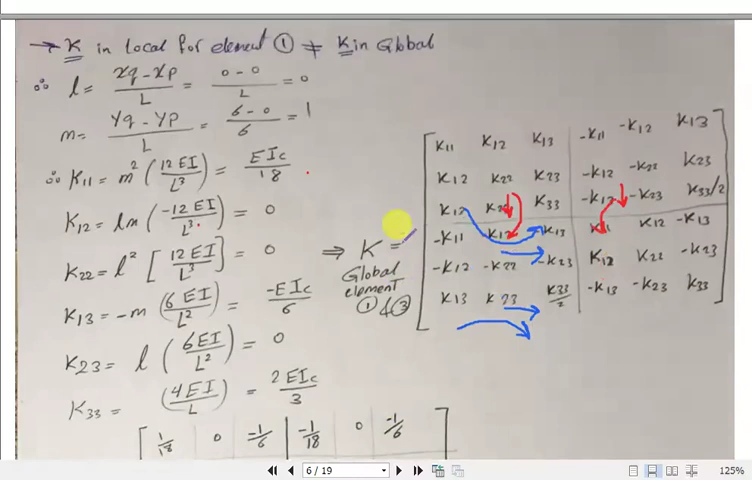 → K in local for element ① ≠ K in Global
∴ l = (xq - xp)/L = (0 - 0)/L = 0
m = (yq - yp)/L = (6 - 0)/6 = 1
∴ K11 = m² (12EI/L³) = EIc/18
K12 = lm (-12EI/L³) = 0
K22 = l² [12EI/L³] = 0
K13 = -m (6EI/L²) = -EIc/6
K23 = l (6EI/L²) = 0
K33 = (4EI/L) = 2EIc/3
⇒ K =
Global
element
① & ③
K11 K12 K13 -K11 -K12 K13
K12 K22 K23 -K12 -K22 K23
K13 K33 -K23 K33/2
-K11 K12 -K13
-K12 -K22 -K23 K12 K22 -K23
K13 K23 K33/2 -K13 -K23 K33
[ 1/18 0 -1/6 -1/18 0 -1/6 ]
6 / 19
125%